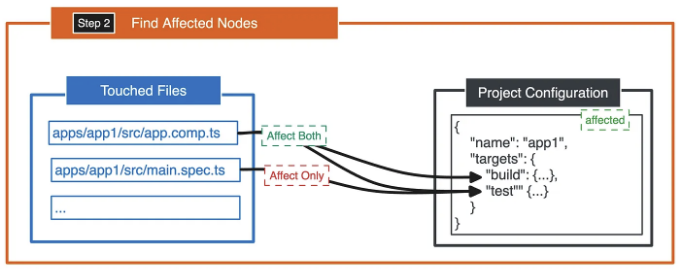 Step 2 Find Affected Nodes
Touched Files
apps/app1/src/app.comp.ts
apps/app1/src/main.spec.ts
...
Affect Both
Affect Only
Project Configuration
affected
{
"name": "app1",
"targets": {
"build": {...},
"test"" {...}
}
}